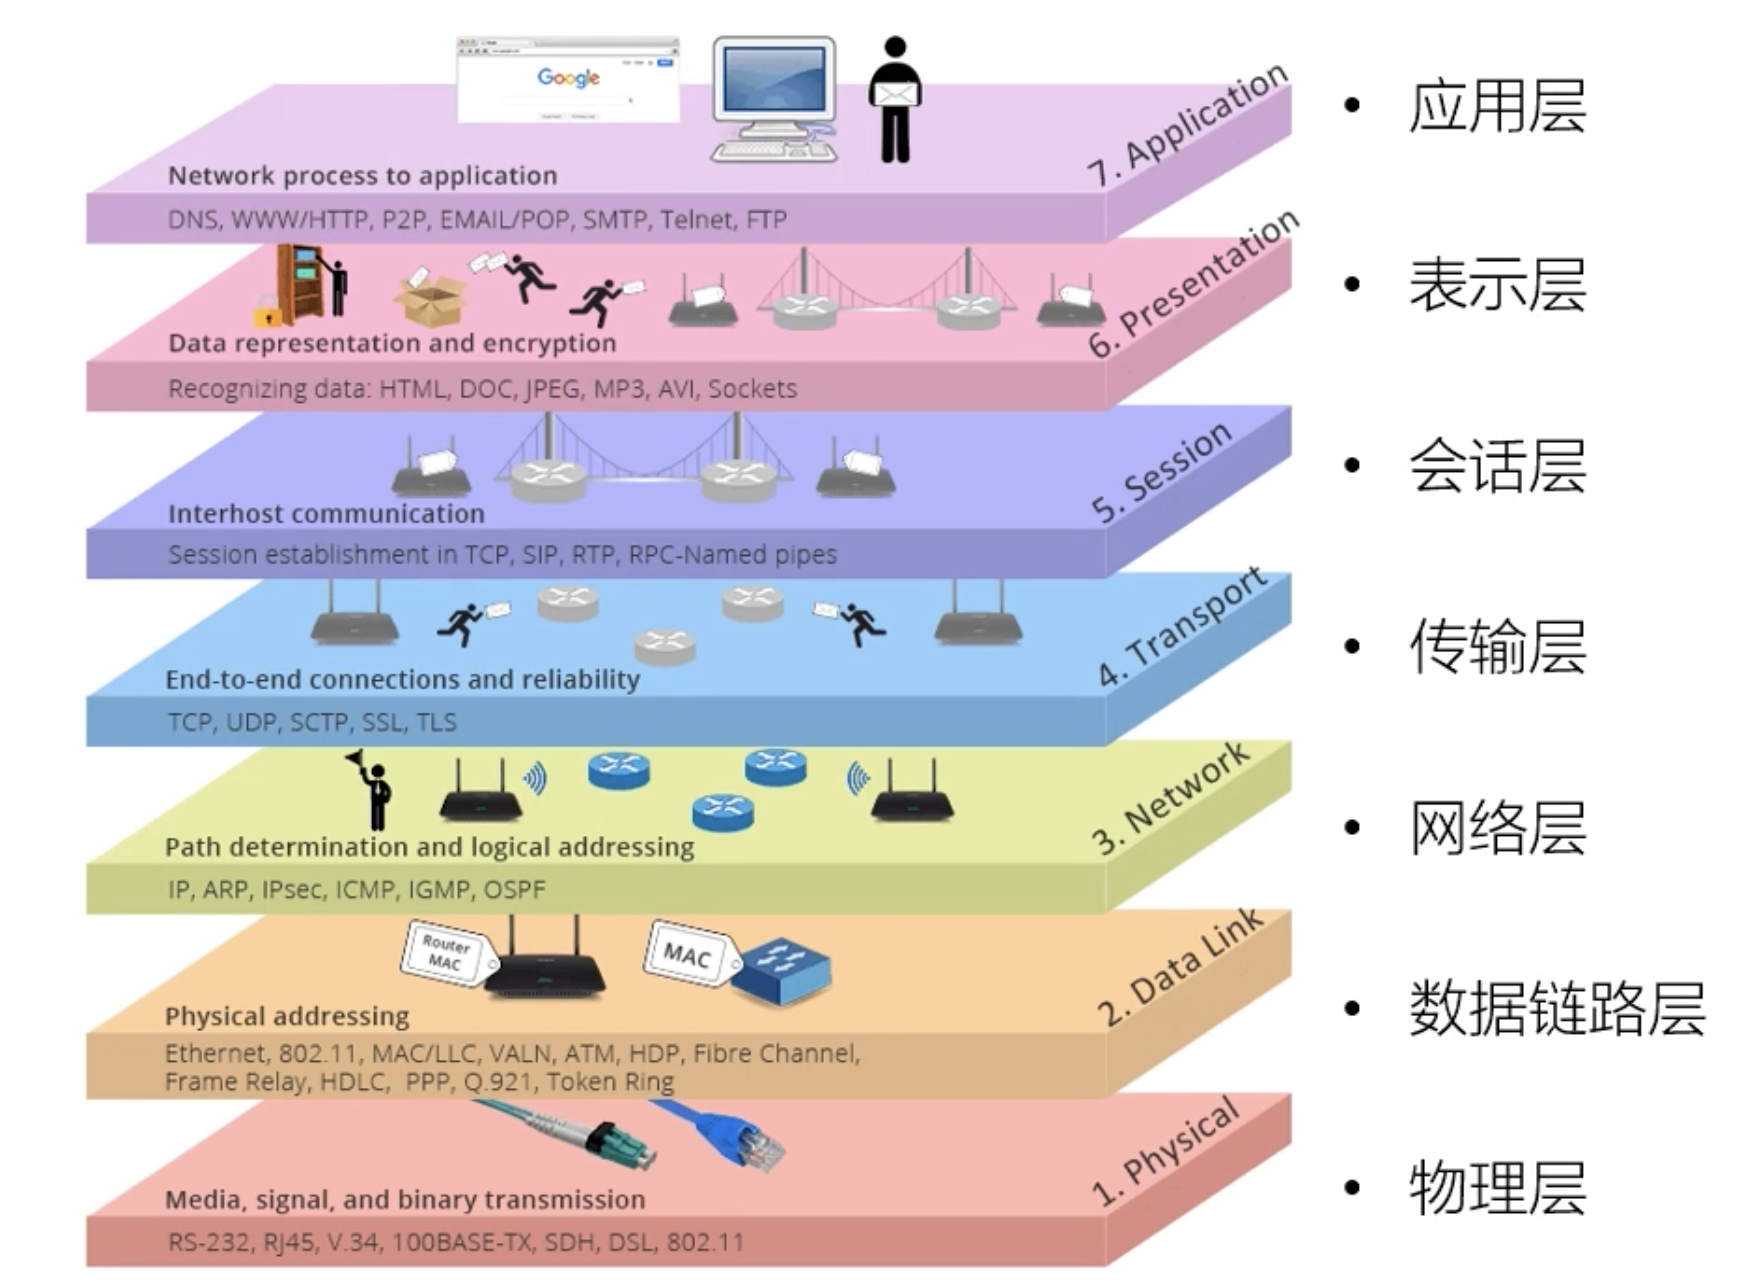 Google
7. Application
• 应用层
Network process to application
DNS, WWW/HTTP, P2P, EMAIL/POP, SMTP, Telnet, FTP
6. Presentation
• 表示层
Data representation and encryption
Recognizing data: HTML, DOC, JPEG, MP3, AVI, Sockets
5. Session
• 会话层
Interhost communication
Session establishment in TCP, SIP, RTP, RPC-Named pipes
4. Transport
• 传输层
End-to-end connections and reliability
TCP, UDP, SCTP, SSL, TLS
3. Network
• 网络层
Path determination and logical addressing
IP, ARP, IPsec, ICMP, IGMP, OSPF
2. Data Link
• 数据链路层
Router
MAC
MAC
Physical addressing
Ethernet, 802.11, MAC/LLC, VALN, ATM, HDP, Fibre Channel,
Frame Relay, HDLC, PPP, Q.921, Token Ring
1. Physical
• 物理层
Media, signal, and binary transmission
RS-232, RJ45, V.34, 100BASE-TX, SDH, DSL, 802.11